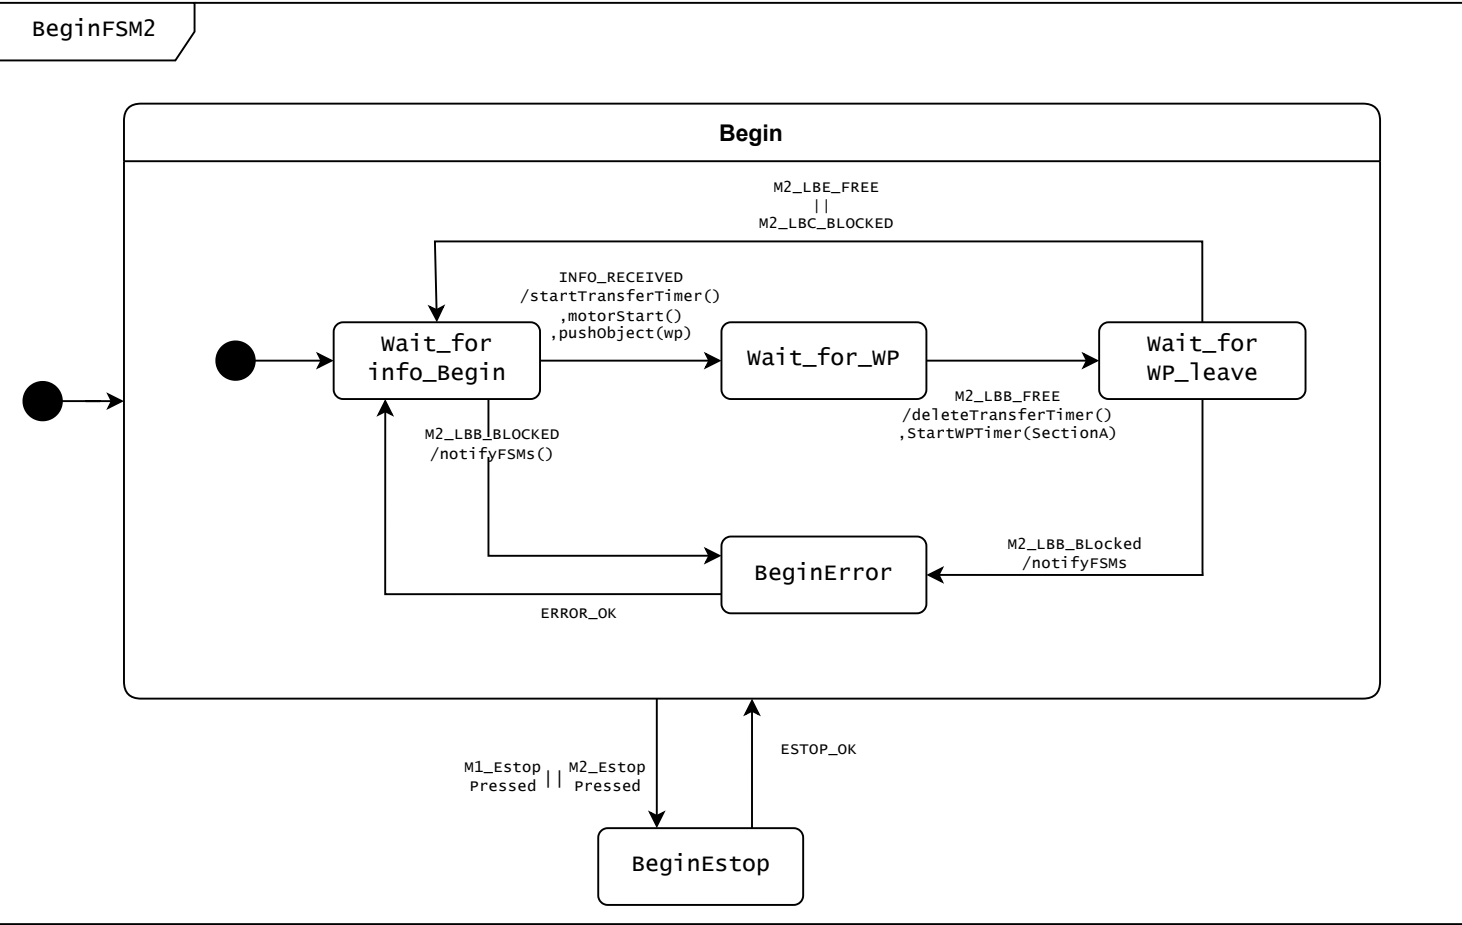 BeginFSM2
Begin
M2_LBE_FREE
||
M2_LBC_BLOCKED
INFO_RECEIVED
/startTransferTimer()
,motorStart()
,pushObject(wp)
Wait_for
info_Begin
Wait_for_WP
Wait_for
WP_leave
M2_LBB_FREE
/deleteTransferTimer()
,StartWPTimer(SectionA)
M2_LBB_BLOCKED
/notifyFSMs()
M2_LBB_BLocked
/notifyFSMs
BeginError
ERROR_OK
ESTOP_OK
M1_Estop || M2_Estop
Pressed Pressed
BeginEstop